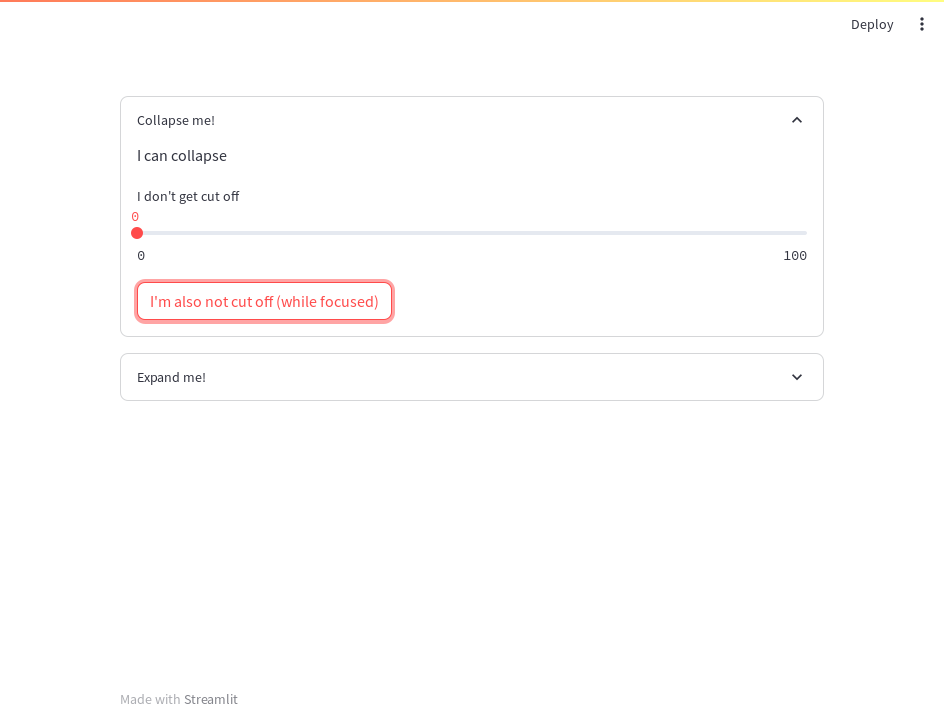 Deploy
Collapse me!
I can collapse
I don't get cut off
0
0 100
I'm also not cut off (while focused)
Expand me!
Made with Streamlit